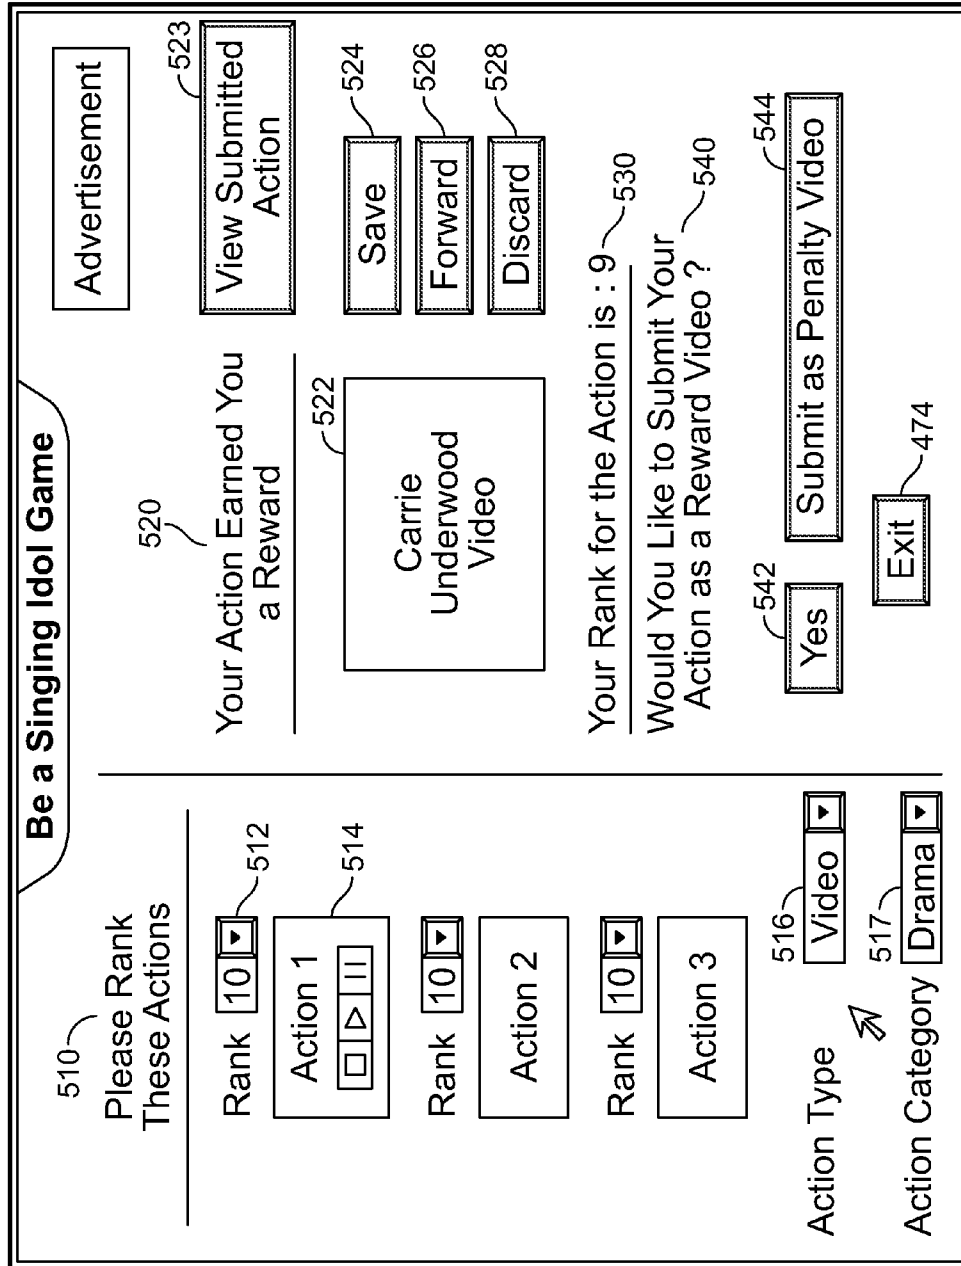 Be a Singing Idol Game
510
Please Rank
These Actions
Rank 10 512
Action 1 514
Rank 10
Action 2
Rank 10
Action 3
Action Type 516 Video
Action Category 517 Drama
Advertisement
520
Your Action Earned You
a Reward
View Submitted
Action
523
522
Carrie
Underwood
Video
Save 524
Forward 526
Discard 528
Your Rank for the Action is : 9 530
Would You Like to Submit Your
Action as a Reward Video ? 540
542 Yes
Submit as Penalty Video 544
Exit 474